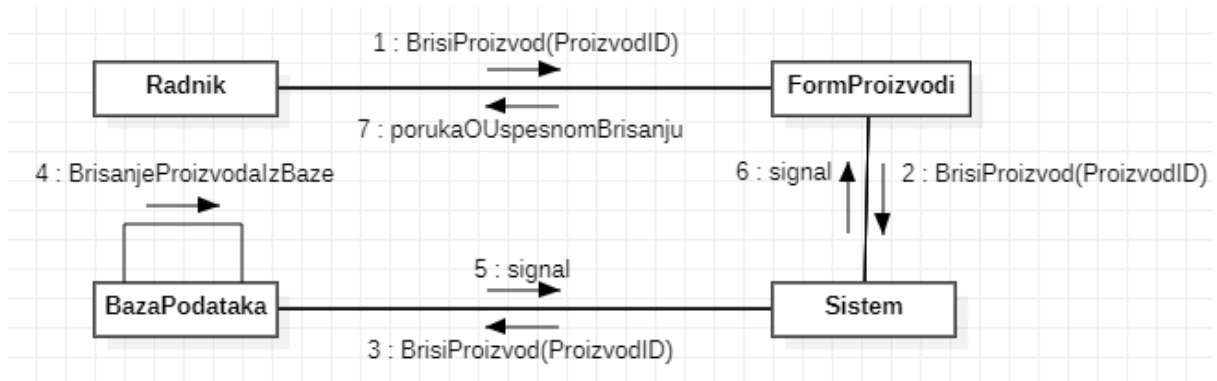 1 : BrisiProizvod(ProizvodID)
Radnik
FormProizvodi
7 : porukaOUspesnomBrisanju
4 : BrisanjeProizvodaIzBaze
6 : signal
2 : BrisiProizvod(ProizvodID)
5 : signal
BazaPodataka
Sistem
3 : BrisiProizvod(ProizvodID)